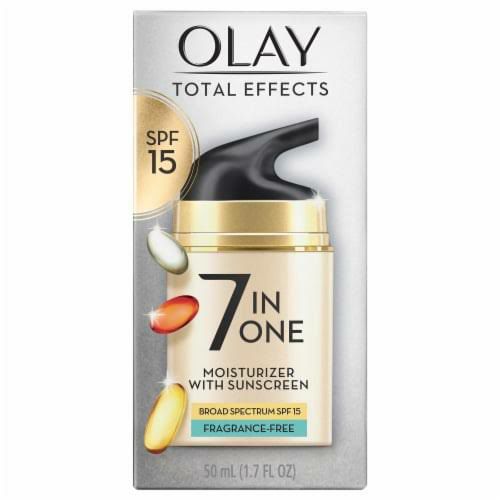 OLAY
TOTAL EFFECTS
SPF
15
7 IN
ONE
MOISTURIZER
WITH SUNSCREEN
BROAD SPECTRUM SPF 15
FRAGRANCE-FREE
50 mL (1.7 FL OZ)